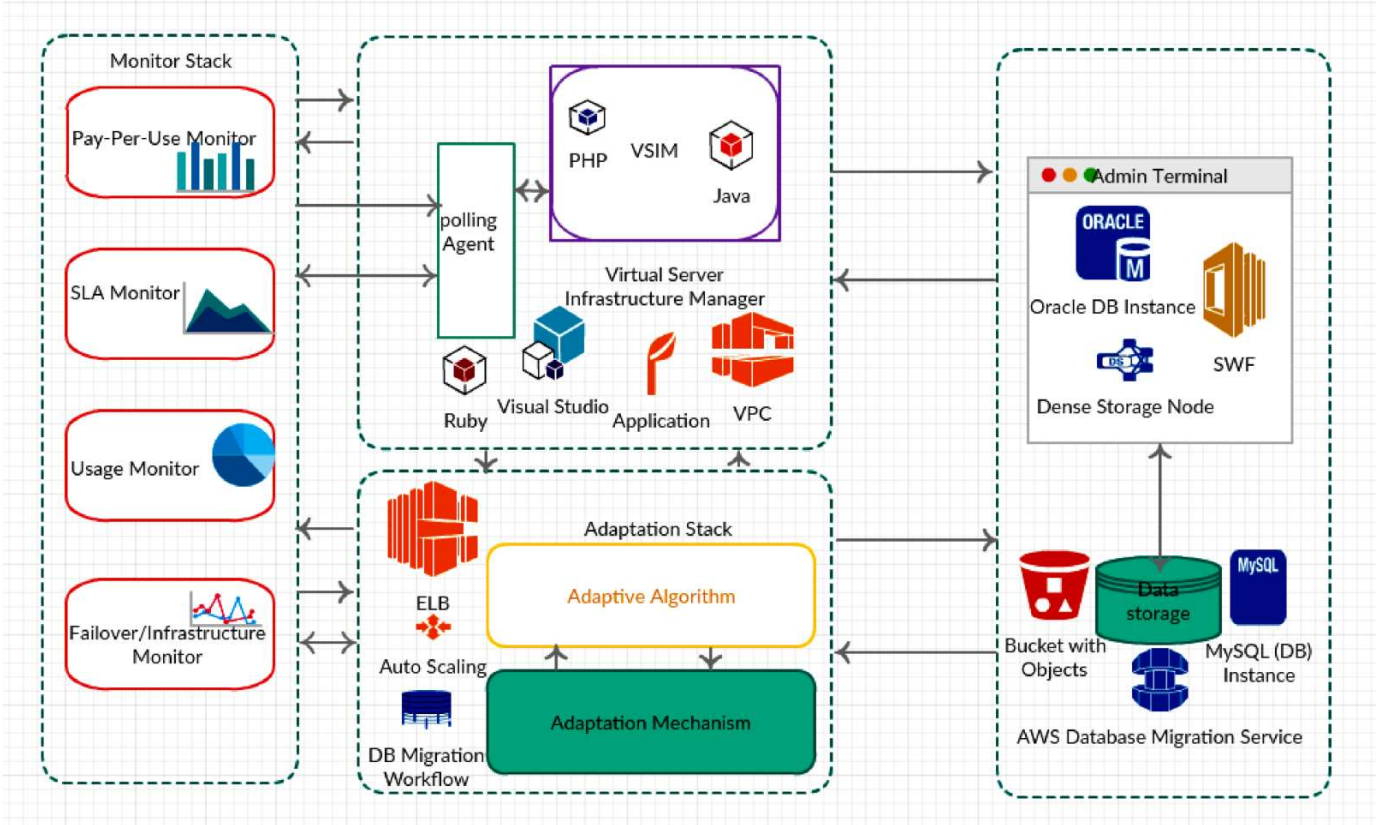 Monitor Stack
Pay-Per-Use Monitor
SLA Monitor
Usage Monitor
Failover/Infrastructure
Monitor
PHP
VSIM
Java
polling
Agent
Virtual Server
Infrastructure Manager
Ruby
Visual Studio
Application
VPC
Adaptation Stack
ELB
Adaptive Algorithm
Auto Scaling
Adaptation Mechanism
DB Migration
Workflow
Admin Terminal
ORACLE
M
Oracle DB Instance
SWF
DS
Dense Storage Node
MySQL
Data
storage
Bucket with
Objects
MySQL (DB)
Instance
AWS Database Migration Service